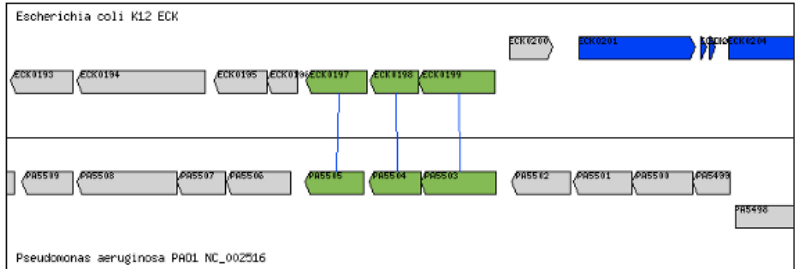 Escherichia coli K12 ECK
ECK0200
ECK0201
ECK0204
ECK0193
ECK0194
ECK0195
ECK0197
ECK0198
ECK0199
PA5509
PA5508
PA5507
PA5506
PA5505
PA5504
PA5503
PA5502
PA5501
PA5500
PA5499
PA5498
Pseudomonas aeruginosa PAO1 NC_002516